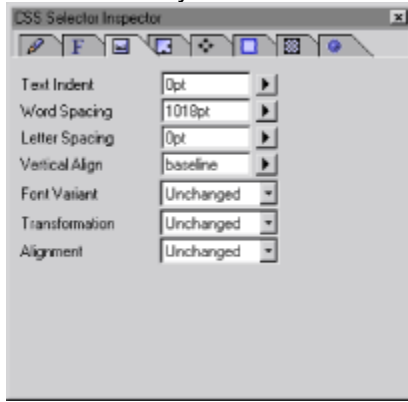 CSS Selector Inspector
F
Text Indent 0pt
Word Spacing 1018pt
Letter Spacing 0pt
Vertical Align baseline
Font Variant Unchanged
Transformation Unchanged
Alignment Unchanged